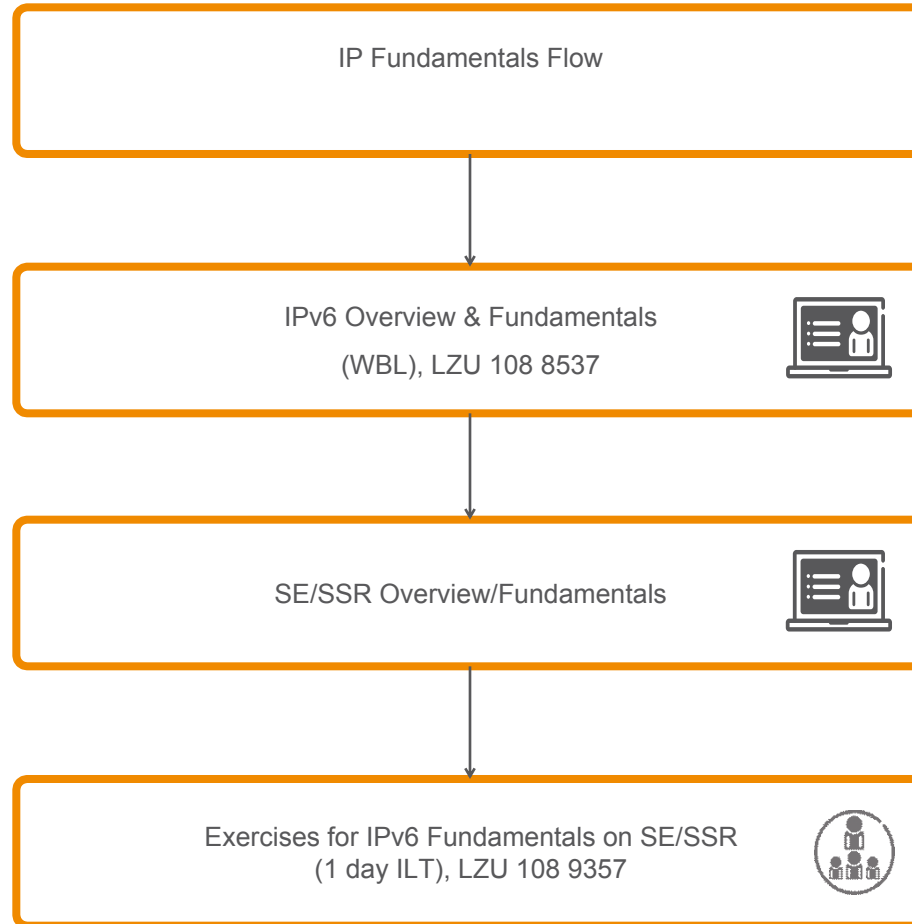 IP Fundamentals Flow
IPv6 Overview & Fundamentals
(WBL), LZU 108 8537
SE/SSR Overview/Fundamentals
Exercises for IPv6 Fundamentals on SE/SSR
(1 day ILT), LZU 108 9357